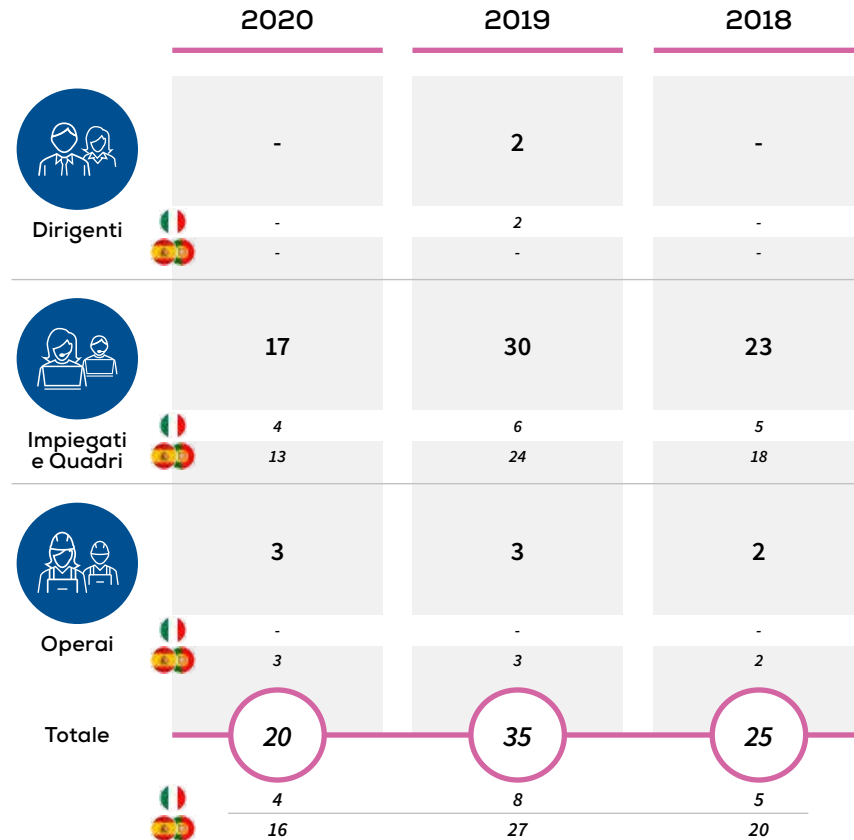 2020 2019 2018
- 2 -
Dirigenti
- 2 -
- - -
17 30 23
Impiegati
e Quadri
4 6 5
13 24 18
3 3 2
Operai
- - -
3 3 2
Totale 20 35 25
4 8 5
16 27 20